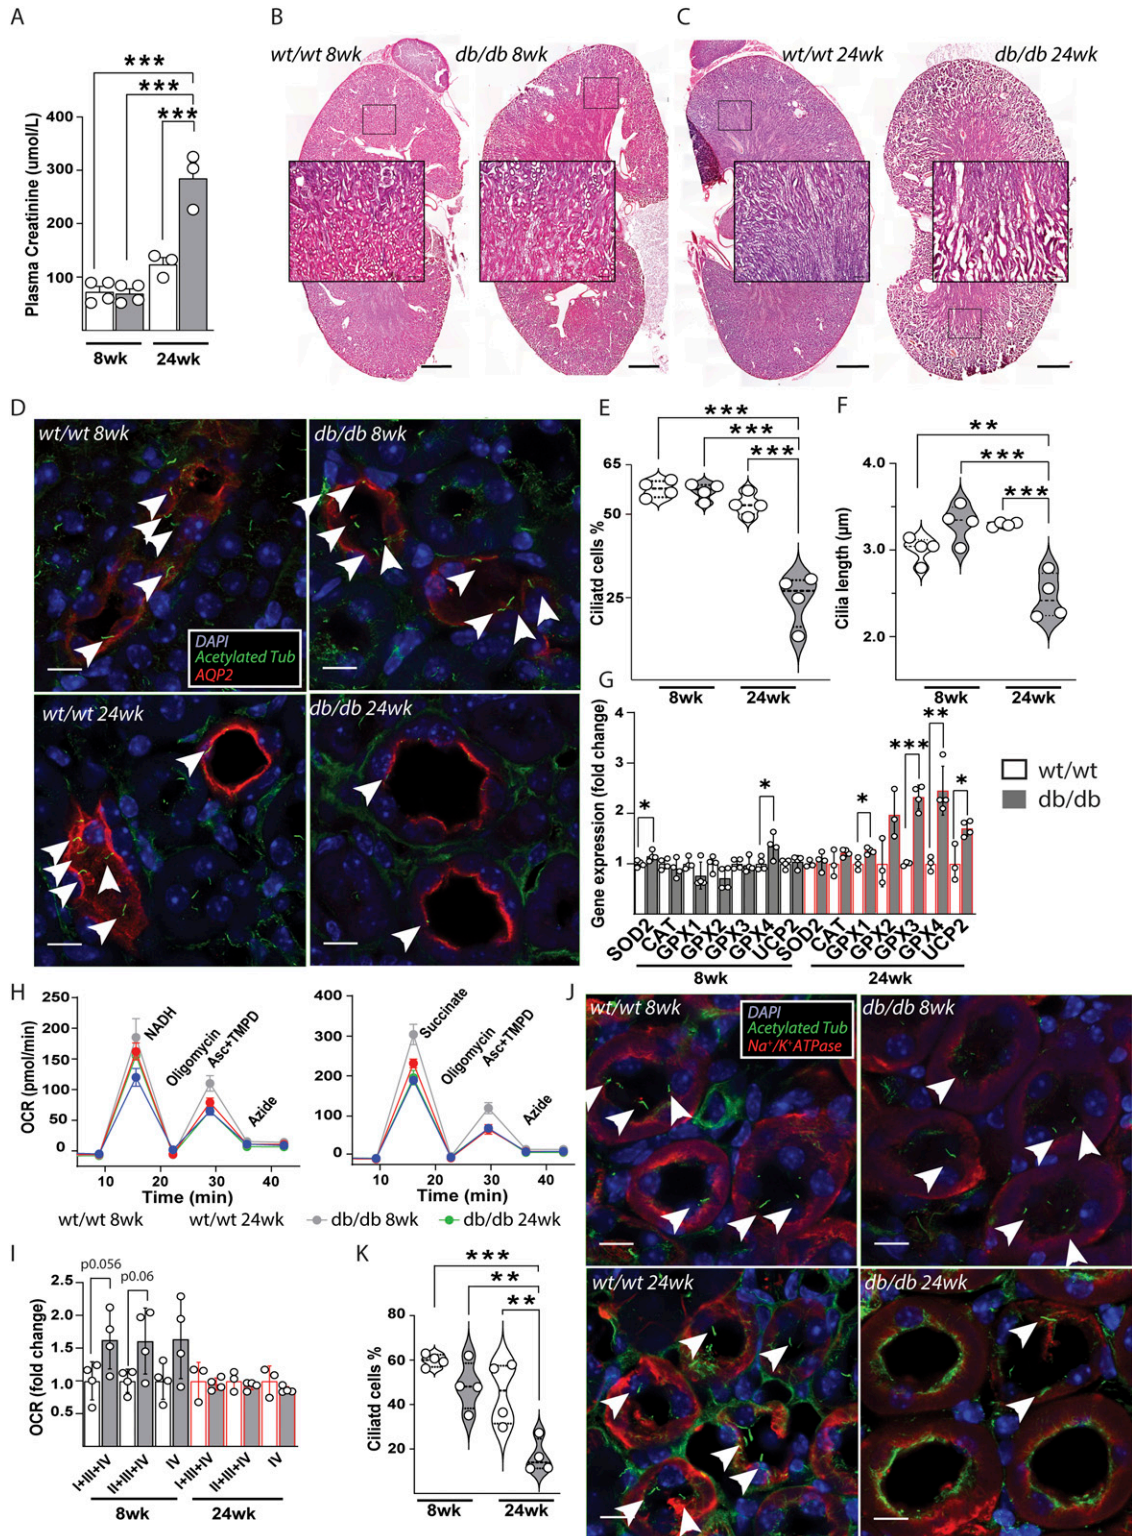 A
***
***
***
Plasma Creatinine (umol/L)
400
300
200
100
8wk
24wk
B
wt/wt 8wk
db/db 8wk
C
wt/wt 24wk
db/db 24wk
D
wt/wt 8wk
db/db 8wk
DAPI
Acetylated Tub
AQP2
wt/wt 24wk
db/db 24wk
E
***
***
***
Ciliatd cells %
65
50
25
8wk
24wk
F
**
***
***
Cilia length (µm)
4.0
3.0
2.0
8wk
24wk
G
Gene expression (fold change)
4
3
2
1
0
*
*
*
***
**
*
SOD2
CAT
GPX1
GPX2
GPX3
GPX4
UCP2
SOD2
CAT
GPX1
GPX2
GPX3
GPX4
UCP2
8wk
24wk
wt/wt
db/db
H
OCR (pmol/min)
250
200
150
100
50
0
NADH
Oligomycin
Asc+TMPD
Azide
10
20
30
40
Time (min)
400
300
200
100
0
Succinate
Oligomycin
Asc+TMPD
Azide
10
20
30
40
Time (min)
wt/wt 8wk
wt/wt 24wk
db/db 8wk
db/db 24wk
I
OCR (fold change)
2.5
2.0
1.5
1.0
0.5
p0.056
p0.06
I+III+IV
II+III+IV
IV
I+III+IV
II+III+IV
IV
8wk
24wk
K
***
**
**
Ciliatd cells %
80
60
40
20
8wk
24wk
J
wt/wt 8wk
DAPI
Acetylated Tub
Na⁺/K⁺ATPase
db/db 8wk
wt/wt 24wk
db/db 24wk